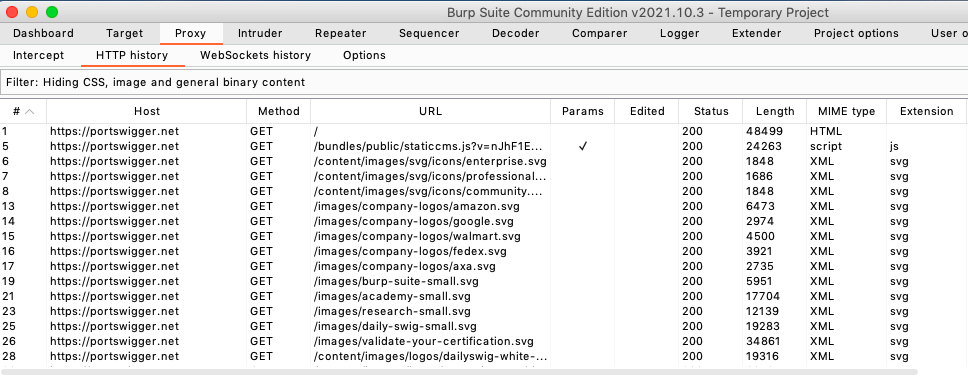 Burp Suite Community Edition v2021.10.3 - Temporary Project
Dashboard Target Proxy Intruder Repeater Sequencer Decoder Comparer Logger Extender Project options User o
Intercept HTTP history WebSockets history Options
Filter: Hiding CSS, image and general binary content
# Host Method URL Params Edited Status Length MIME type Extension
1 https://portswigger.net GET / 200 48499 HTML
5 https://portswigger.net GET /bundles/public/staticcms.js?v=nJhF1E... ✓ 200 24263 script js
6 https://portswigger.net GET /content/images/svg/icons/enterprise.svg 200 1848 XML svg
7 https://portswigger.net GET /content/images/svg/icons/professional... 200 1686 XML svg
8 https://portswigger.net GET /content/images/svg/icons/community.... 200 1848 XML svg
13 https://portswigger.net GET /images/company-logos/amazon.svg 200 6473 XML svg
14 https://portswigger.net GET /images/company-logos/google.svg 200 2974 XML svg
15 https://portswigger.net GET /images/company-logos/walmart.svg 200 4500 XML svg
16 https://portswigger.net GET /images/company-logos/fedex.svg 200 3921 XML svg
17 https://portswigger.net GET /images/company-logos/axa.svg 200 2735 XML svg
19 https://portswigger.net GET /images/burp-suite-small.svg 200 5951 XML svg
21 https://portswigger.net GET /images/academy-small.svg 200 17704 XML svg
23 https://portswigger.net GET /images/research-small.svg 200 12139 XML svg
25 https://portswigger.net GET /images/daily-swig-small.svg 200 19283 XML svg
26 https://portswigger.net GET /images/validate-your-certification.svg 200 34861 XML svg
28 https://portswigger.net GET /content/images/logos/dailyswig-white-... 200 19316 XML svg